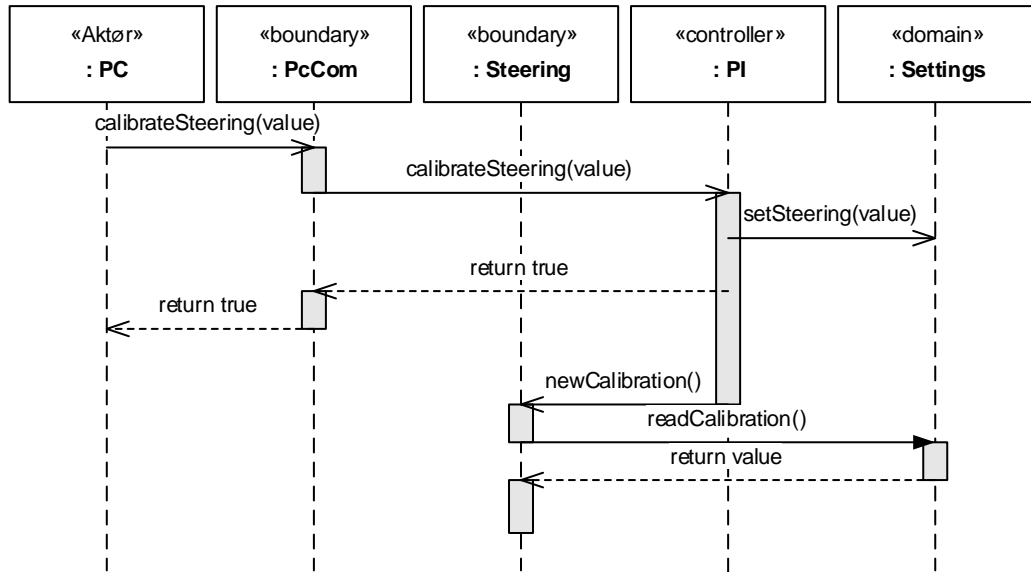 «Aktør»
: PC
«boundary»
: PcCom
«boundary»
: Steering
«controller»
: PI
«domain»
: Settings
calibrateSteering(value)
calibrateSteering(value)
setSteering(value)
return true
return true
newCalibration()
readCalibration()
return value